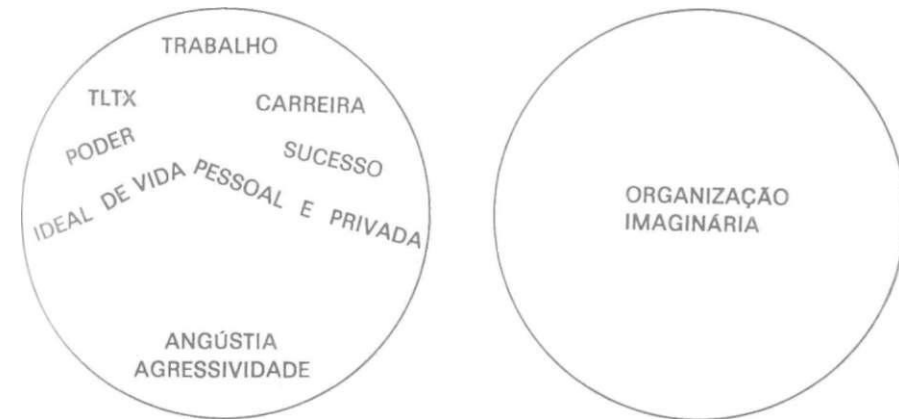 TRABALHO
TLTX
CARREIRA
PODER
SUCESSO
IDEAL DE VIDA PESSOAL E PRIVADA
ANGÚSTIA
AGRESSIVIDADE
ORGANIZAÇÃO
IMAGINÁRIA